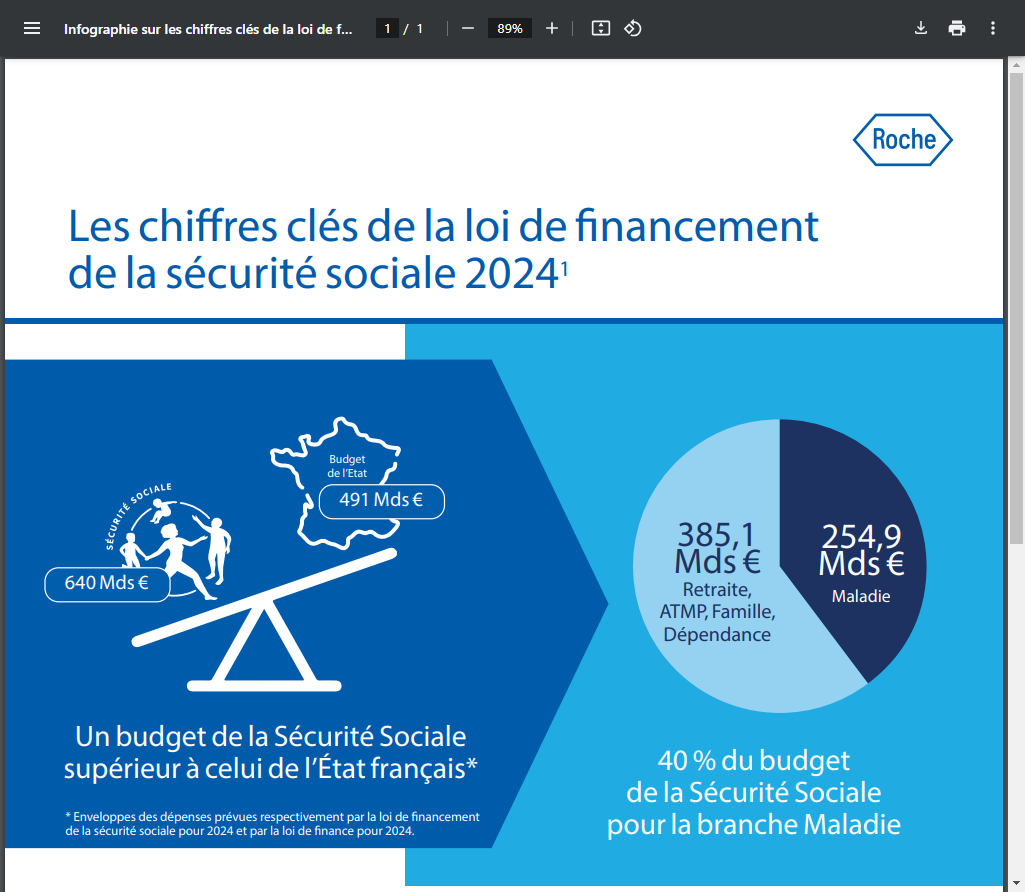 Infographie sur les chiffres clés de la loi de f...
1 / 1
89%
Roche
Les chiffres clés de la loi de financement
de la sécurité sociale 2024¹
Budget
de l'Etat
491 Mds €
SÉCURITÉ SOCIALE
640 Mds €
Un budget de la Sécurité Sociale
supérieur à celui de l'État français*
* Enveloppes des dépenses prévues respectivement par la loi de financement
de la sécurité sociale pour 2024 et par la loi de finance pour 2024.
385,1
Mds €
Retraite,
ATMP, Famille,
Dépendance
254,9
Mds €
Maladie
40 % du budget
de la Sécurité Sociale
pour la branche Maladie